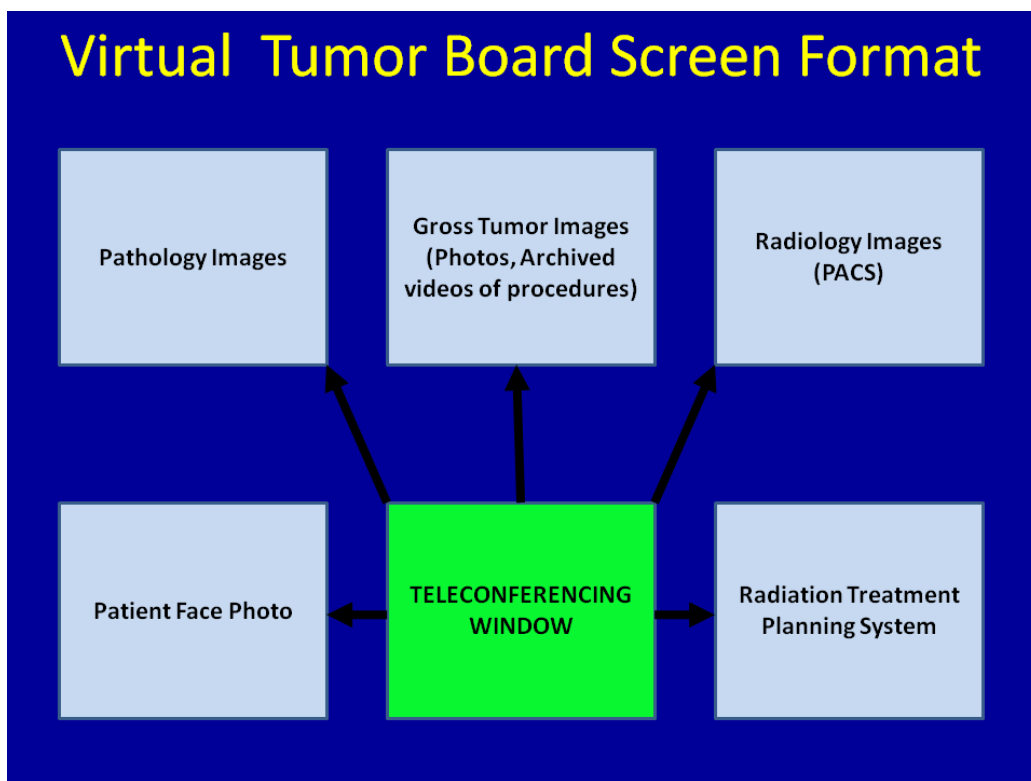 Virtual  Tumor Board Screen Format
Pathology Images
Gross Tumor Images
(Photos, Archived
videos of procedures)
Radiology Images
(PACS)
Patient Face Photo
TELECONFERENCING
WINDOW
Radiation Treatment
Planning System